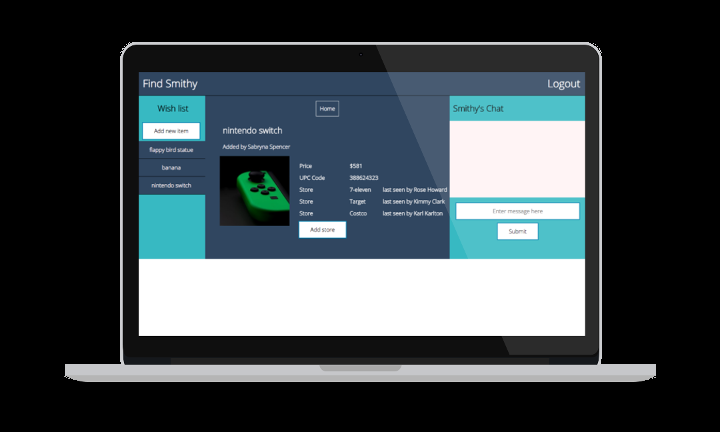 Find Smithy
Logout
Wish list
Add new item
flappy bird statue
banana
nintendo switch
Home
nintendo switch
Added by Sabryna Spencer
Price $581
UPC Code 388624323
Store 7-eleven last seen by Rose Howard
Store Target last seen by Kimmy Clark
Store Costco last seen by Karl Karlton
Add store
Smithy's Chat
Enter message here
Submit